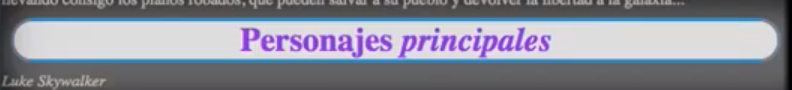 llevando consigo los planos robados, que pueden salvar a su pueblo y devolver la libertad a la galaxia...
Personajes principales
Luke Skywalker